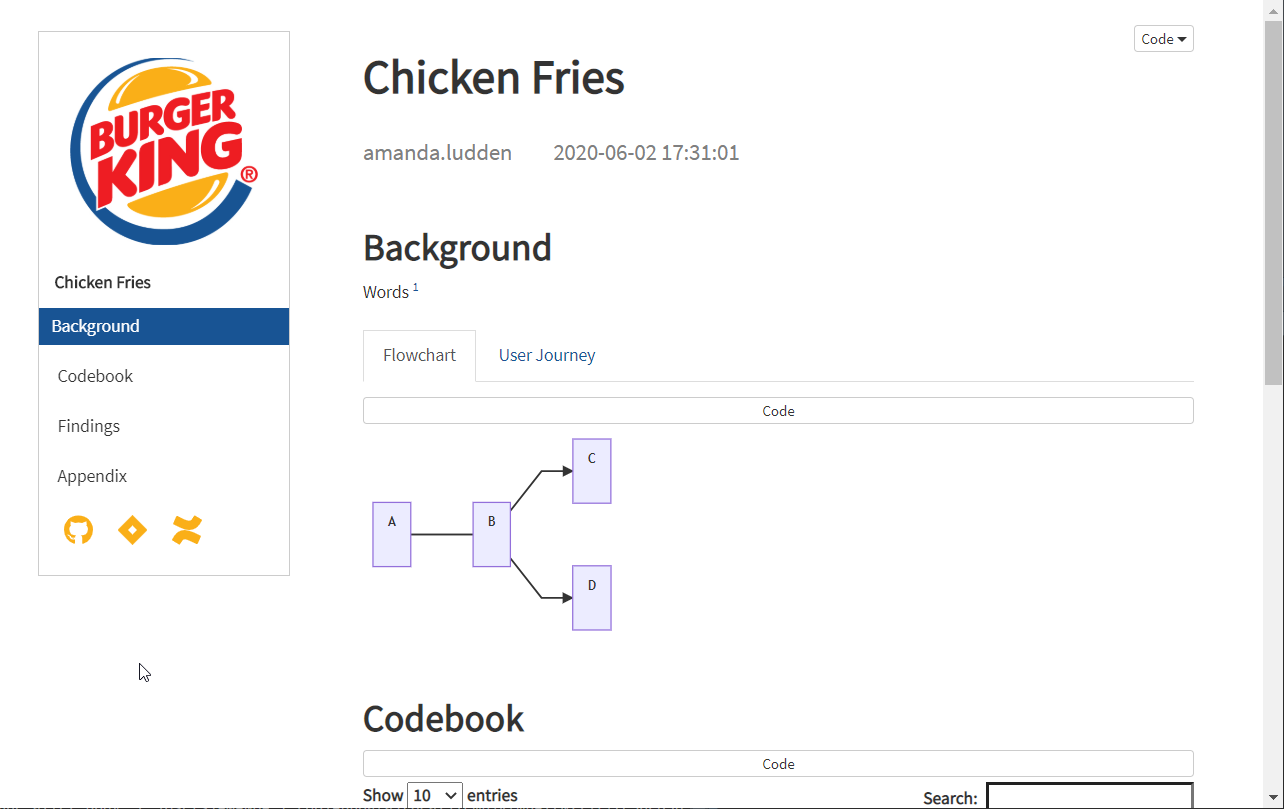 BURGER
KING
®
Chicken Fries
Background
Codebook
Findings
Appendix
Code
Chicken Fries
amanda.ludden 2020-06-02 17:31:01
Background
Words 1
Flowchart User Journey
Code
A
B
C
D
Codebook
Code
Show 10 entries
Search: